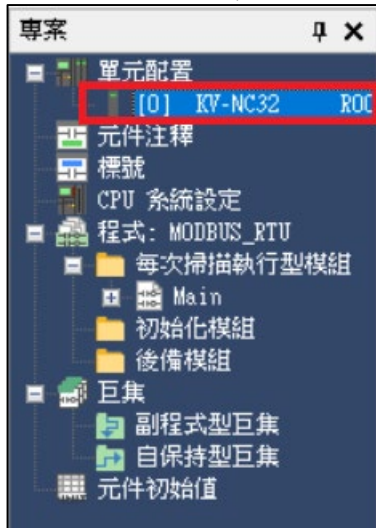 專案
單元配置
[0] KV-NC32
元件注釋
標號
CPU 系統設定
程式: MODBUS_RTU
每次掃描執行型模組
Main
初始化模組
後備模組
巨集
副程式型巨集
自保持型巨集
元件初始值